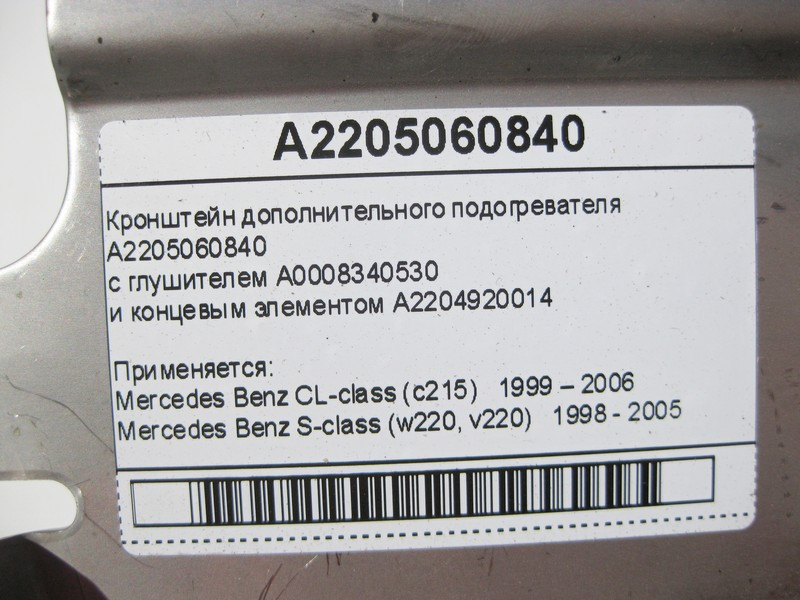 A2205060840
Кронштейн дополнительного подогревателя
A2205060840
с глушителем A0008340530
и концевым элементом A2204920014
Применяется:
Mercedes Benz CL-class (c215) 1999 – 2006
Mercedes Benz S-class (w220, v220) 1998 - 2005